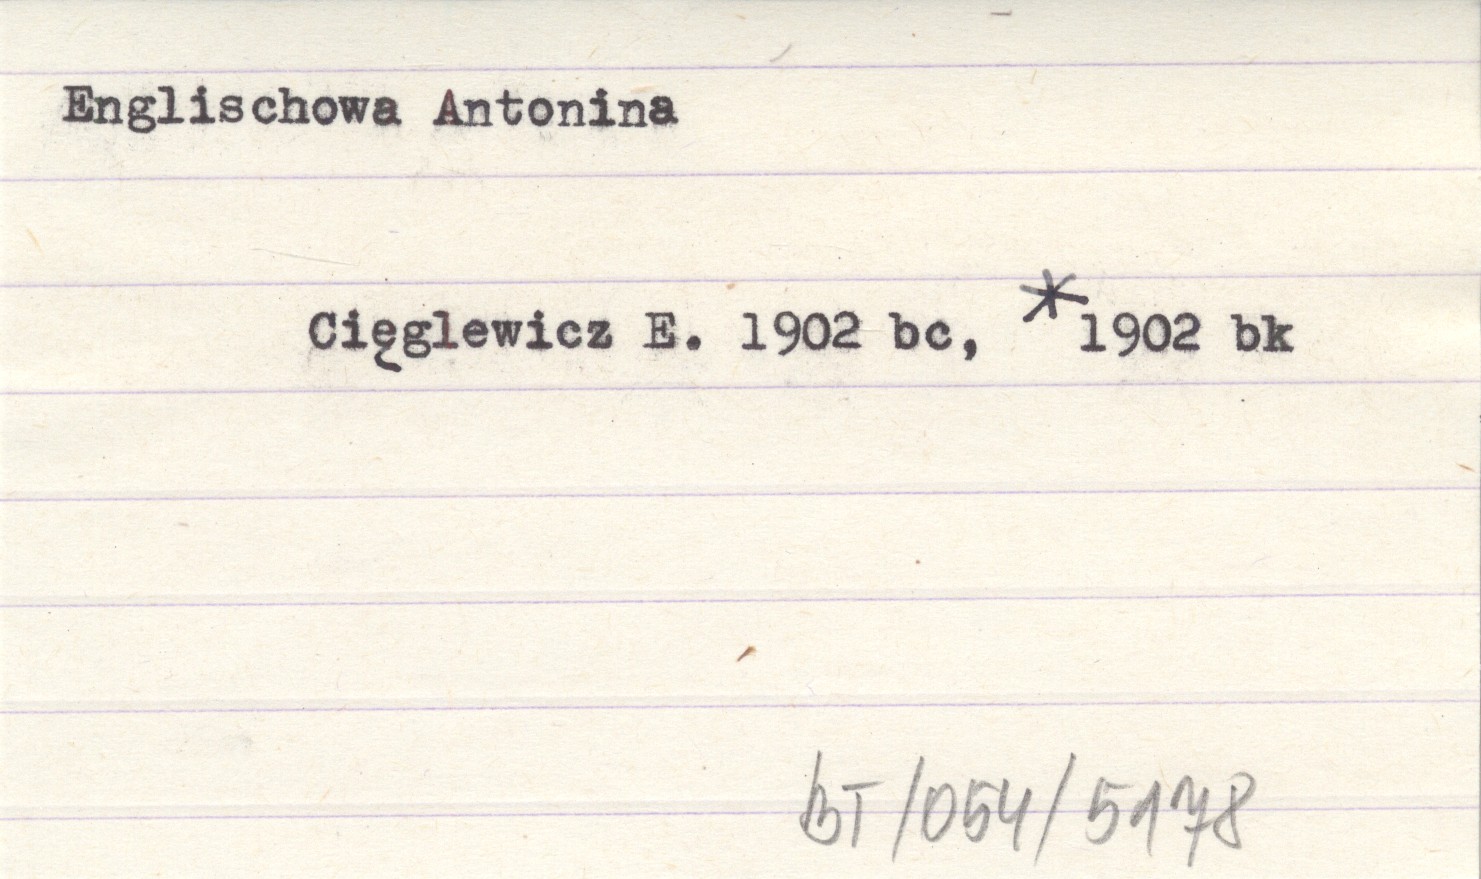 Englischowa Antonina
Cięglewicz E. 1902 bc, *1902 bk
BT/054/5178